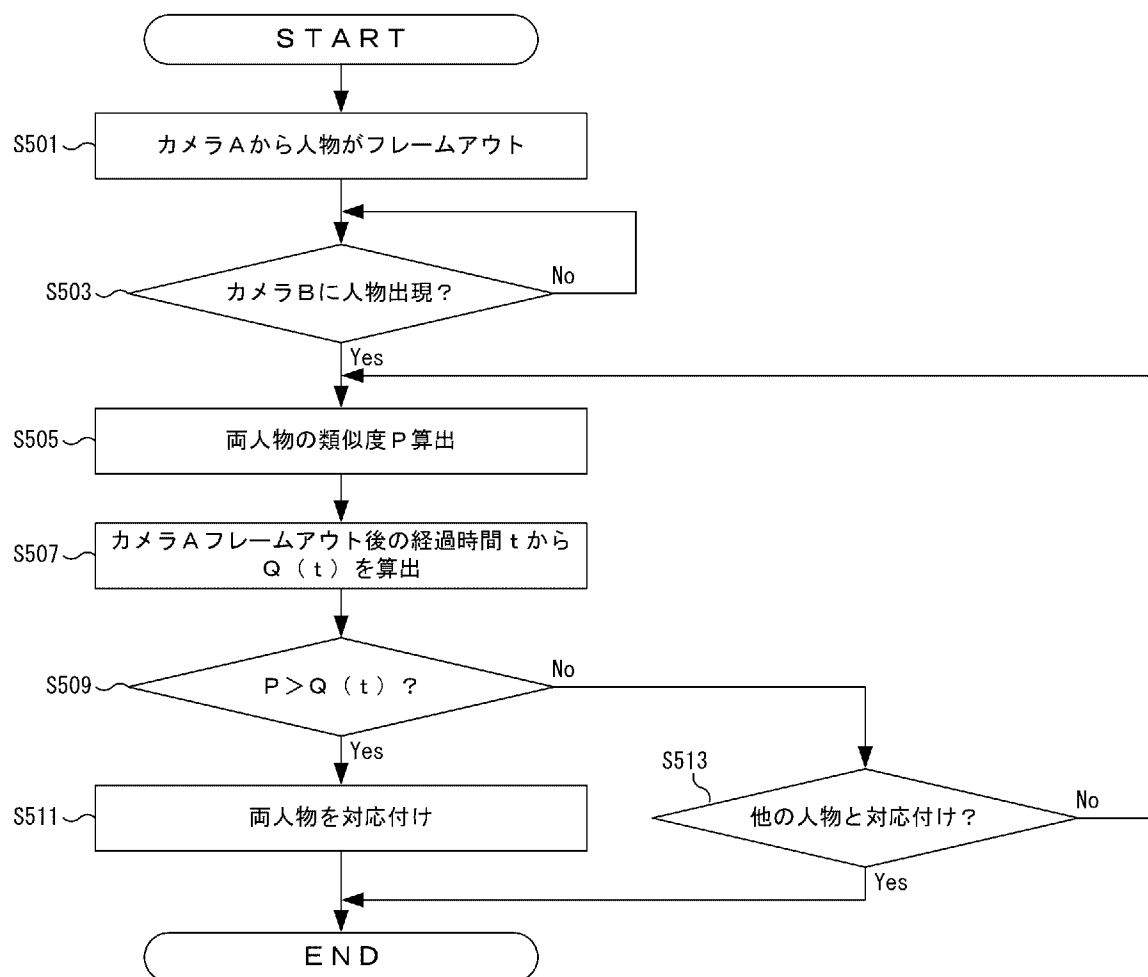 ＳＴＡＲＴ
S501
カメラＡから人物がフレームアウト
S503
カメラＢに人物出現？
No
Yes
S505
両人物の類似度Ｐ算出
S507
カメラＡフレームアウト後の経過時間ｔから
Ｑ（ｔ）を算出
S509
Ｐ＞Ｑ（ｔ）？
No
Yes
S511
両人物を対応付け
S513
他の人物と対応付け？
No
Yes
ＥＮＤ